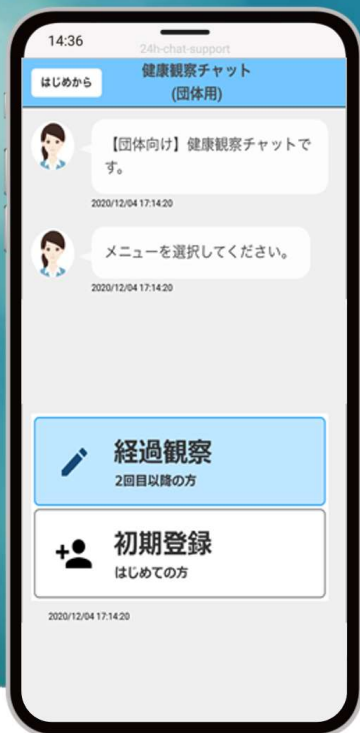 14:36
24h-chat-support
はじめから
健康観察チャット
(団体用)
【団体向け】健康観察チャットで
す。
2020/12/04 17:14:20
メニューを選択してください。
2020/12/04 17:14:20
経過観察
2回目以降の方
初期登録
はじめての方
2020/12/04 17:14:20